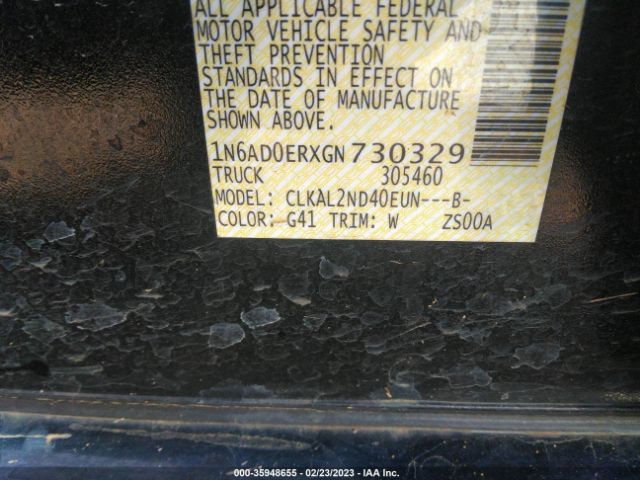 ALL APPLICABLE FEDERAL
MOTOR VEHICLE SAFETY AND
THEFT PREVENTION
STANDARDS IN EFFECT ON
THE DATE OF MANUFACTURE
SHOWN ABOVE.
1N6AD0ERXGN730329
TRUCK 305460
MODEL: CLKAL2ND40EUN---B-
COLOR: G41 TRIM: W ZS00A
000-35948655 - 02/23/2023 - IAA Inc.